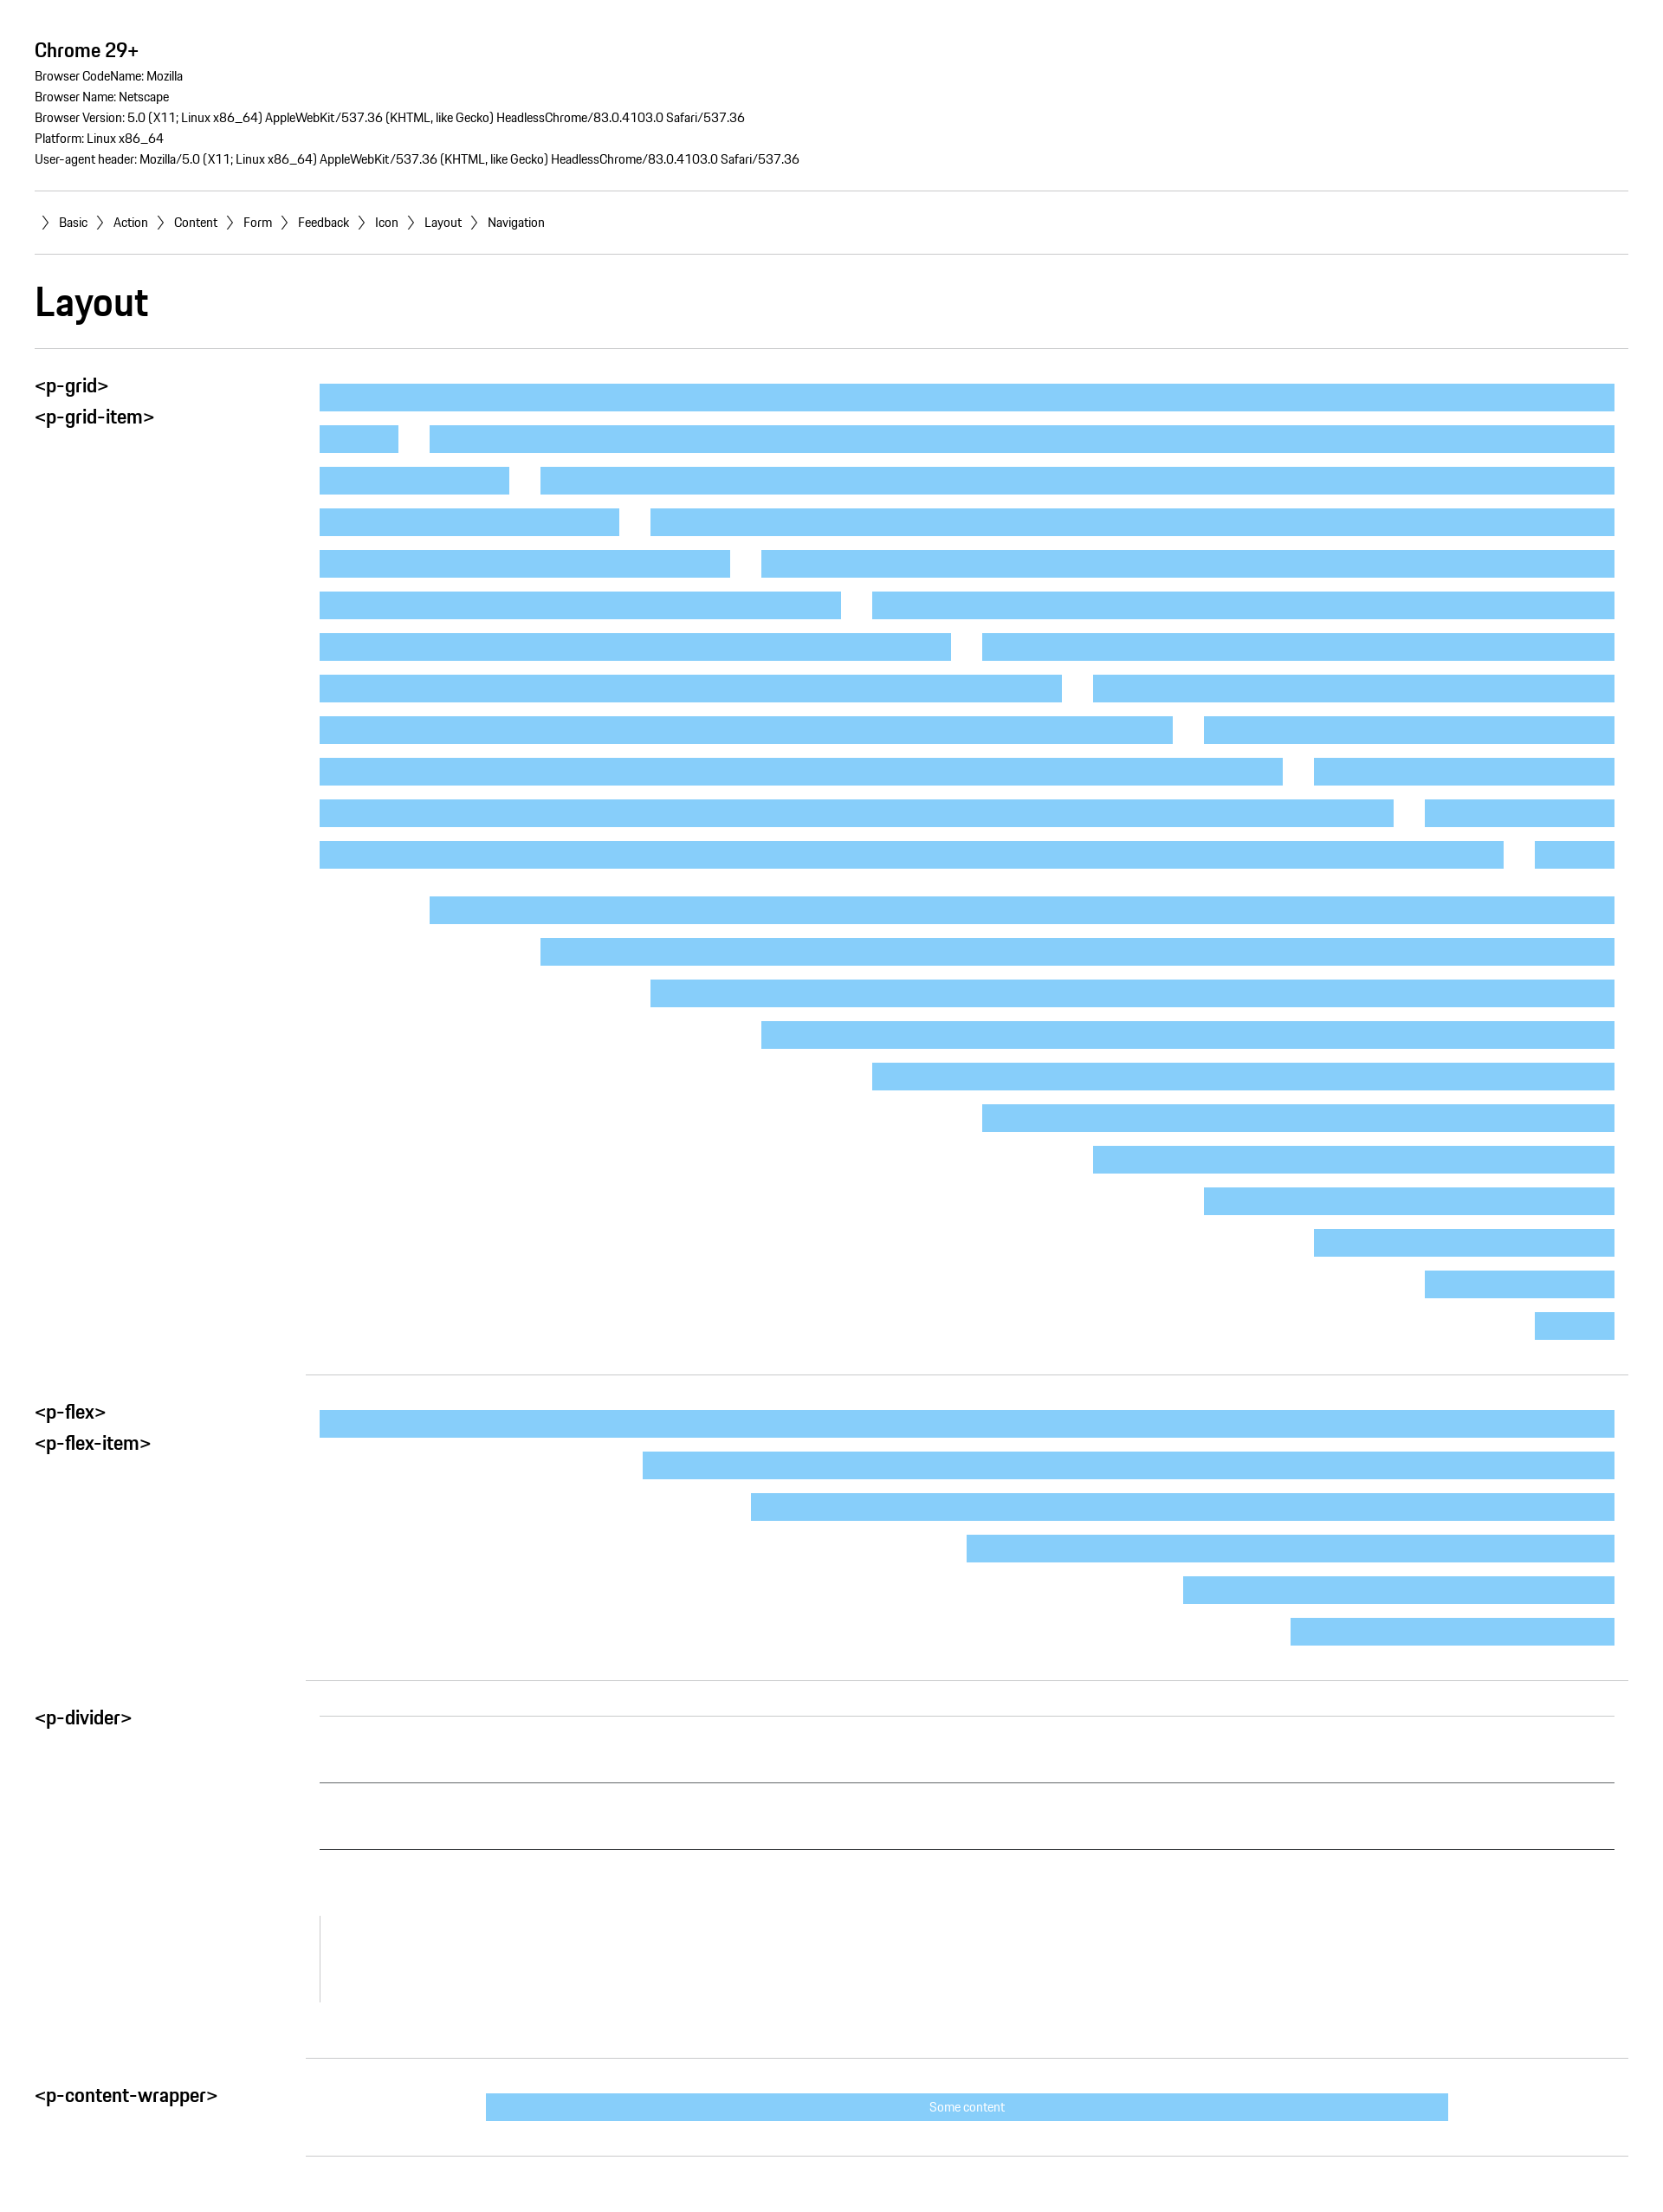 Chrome 29+
Browser CodeName: Mozilla
Browser Name: Netscape
Browser Version: 5.0 (X11; Linux x86_64) AppleWebKit/537.36 (KHTML, like Gecko) HeadlessChrome/83.0.4103.0 Safari/537.36
Platform: Linux x86_64
User-agent header: Mozilla/5.0 (X11; Linux x86_64) AppleWebKit/537.36 (KHTML, like Gecko) HeadlessChrome/83.0.4103.0 Safari/537.36
Basic Action Content Form Feedback Icon Layout Navigation
Layout
<p-grid>
<p-grid-item>
<p-flex>
<p-flex-item>
<p-divider>
<p-content-wrapper>
Some content